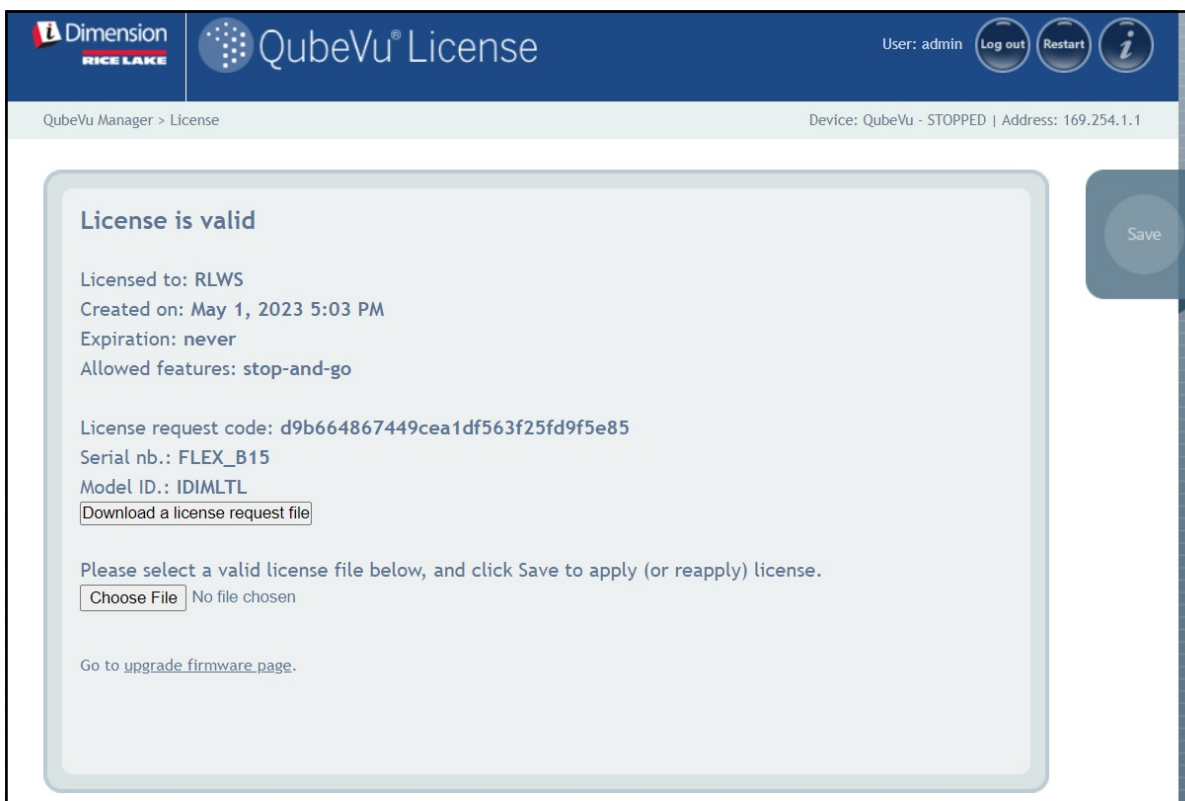 iDimension
RICE LAKE
QubeVu® License
User: admin
Log out
Restart
i
QubeVu Manager > License
Device: QubeVu - STOPPED | Address: 169.254.1.1
License is valid
Save
Licensed to: RLWS
Created on: May 1, 2023 5:03 PM
Expiration: never
Allowed features: stop-and-go
License request code: d9b664867449cea1df563f25fd9f5e85
Serial nb.: FLEX_B15
Model ID.: IDIMLTL
Download a license request file
Please select a valid license file below, and click Save to apply (or reapply) license.
Choose File No file chosen
Go to upgrade firmware page.